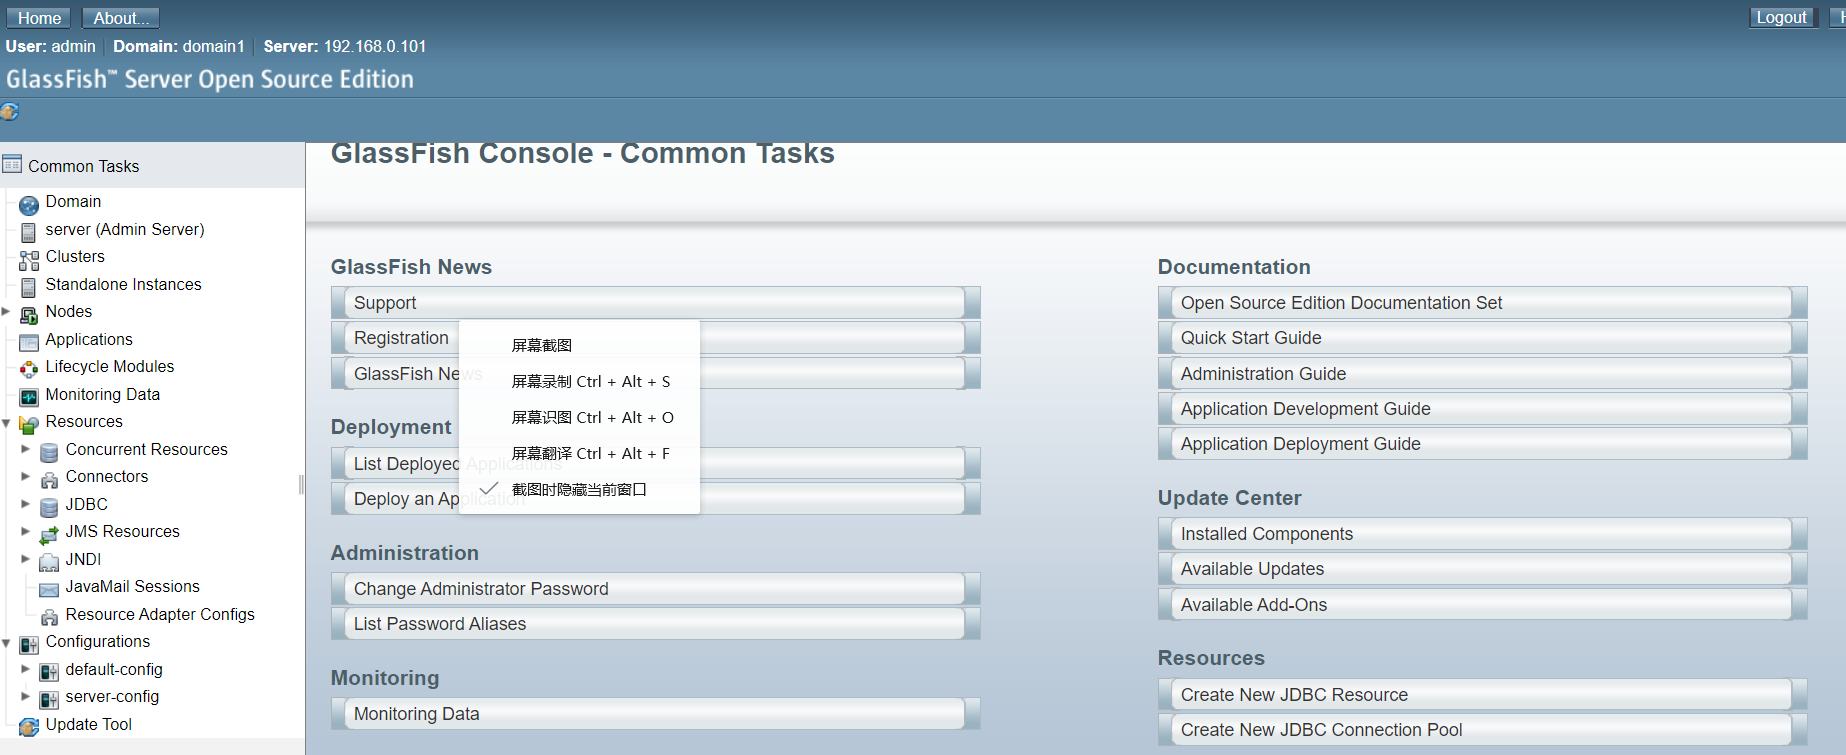 Home About...
Logout
User: admin Domain: domain1 Server: 192.168.0.101
GlassFish™ Server Open Source Edition
Common Tasks
Domain
server (Admin Server)
Clusters
Standalone Instances
Nodes
Applications
Lifecycle Modules
Monitoring Data
Resources
Concurrent Resources
Connectors
JDBC
JMS Resources
JNDI
JavaMail Sessions
Resource Adapter Configs
Configurations
default-config
server-config
Update Tool
GlassFish Console - Common Tasks
GlassFish News
Support
Registration
GlassFish News
Deployment
List Deployed Applications
Deploy an Application
Administration
Change Administrator Password
List Password Aliases
Monitoring
Monitoring Data
屏幕截图
屏幕录制 Ctrl + Alt + S
屏幕识图 Ctrl + Alt + O
屏幕翻译 Ctrl + Alt + F
截图时隐藏当前窗口
Documentation
Open Source Edition Documentation Set
Quick Start Guide
Administration Guide
Application Development Guide
Application Deployment Guide
Update Center
Installed Components
Available Updates
Available Add-Ons
Resources
Create New JDBC Resource
Create New JDBC Connection Pool